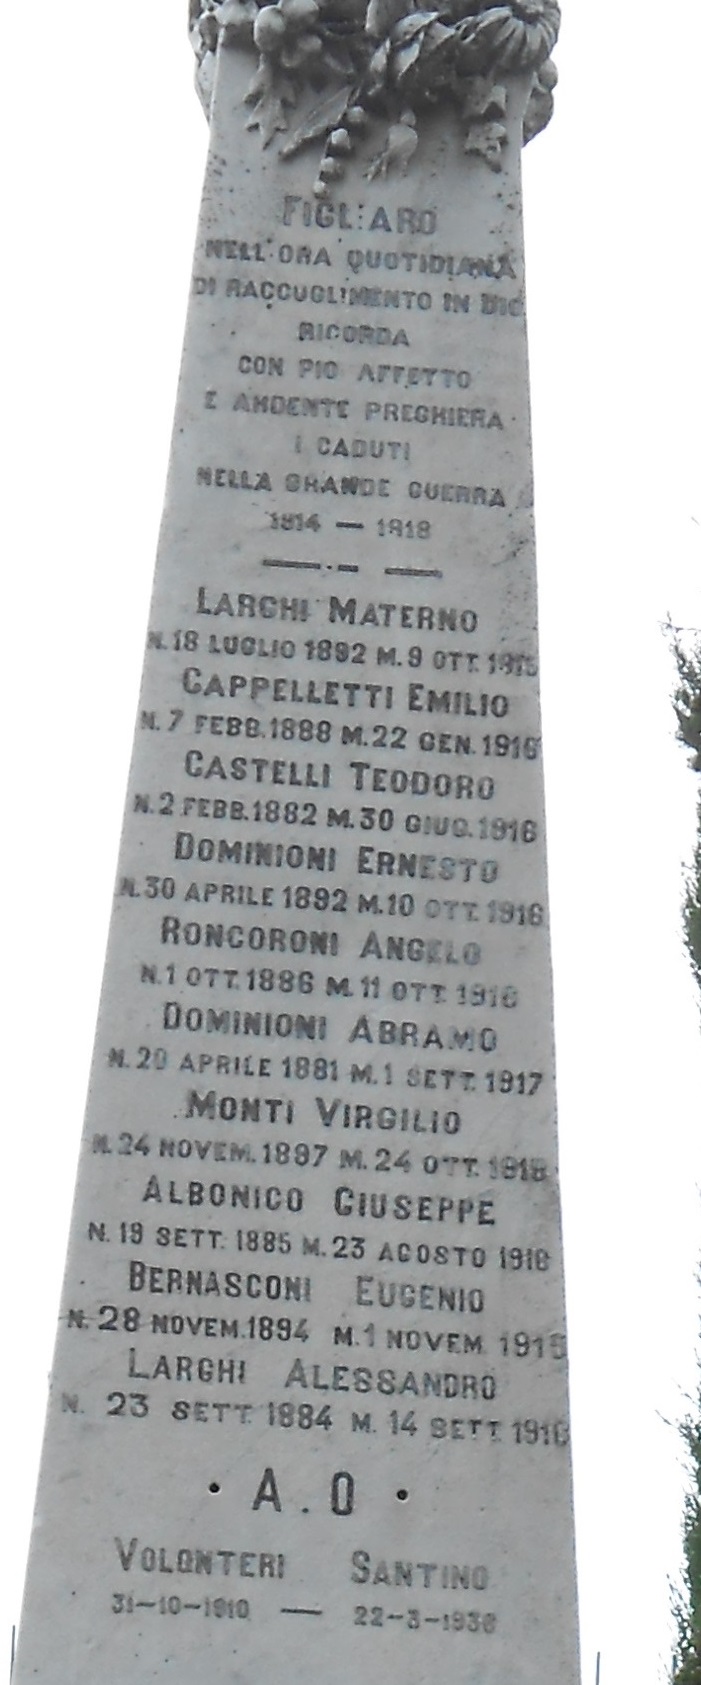 FIGLIARO
NELL'ORA QUOTIDIANA
DI RACCOGLIMENTO IN DIO
RICORDA
CON PIO AFFETTO
E ARDENTE PREGHIERA
I CADUTI
NELLA GRANDE GUERRA
1914 — 1918
LARGHI MATERNO
N. 18 LUGLIO 1892 M. 9 OTT. 1915
CAPPELLETTI EMILIO
N. 7 FEBB. 1888 M. 22 GEN. 1916
CASTELLI TEODORO
N. 2 FEBB. 1882 M. 30 GIUG. 1916
DOMINIONI ERNESTO
N. 30 APRILE 1892 M. 10 OTT. 1916
RONCORONI ANGELO
N. 1 OTT. 1886 M. 11 OTT. 1916
DOMINIONI ABRAMO
N. 20 APRILE 1881 M. 1 SETT. 1917
MONTI VIRGILIO
N. 24 NOVEM. 1897 M. 24 OTT. 1918
ALBONICO GIUSEPPE
N. 19 SETT. 1885 M. 23 AGOSTO 1916
BERNASCONI EUGENIO
N. 28 NOVEM. 1894 M. 1 NOVEM. 1915
LARGHI ALESSANDRO
N. 23 SETT. 1884 M. 14 SETT. 1916
· A . O ·
VOLONTERI SANTINO
31-10-1910 — 22-3-1936